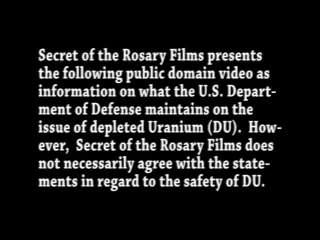 Secret of the Rosary Films presents
the following public domain video as
information on what the U.S. Depart-
ment of Defense maintains on the
issue of depleted Uranium (DU).  How-
ever,  Secret of the Rosary Films does
not necessarily agree with the state-
ments in regard to the safety of DU.